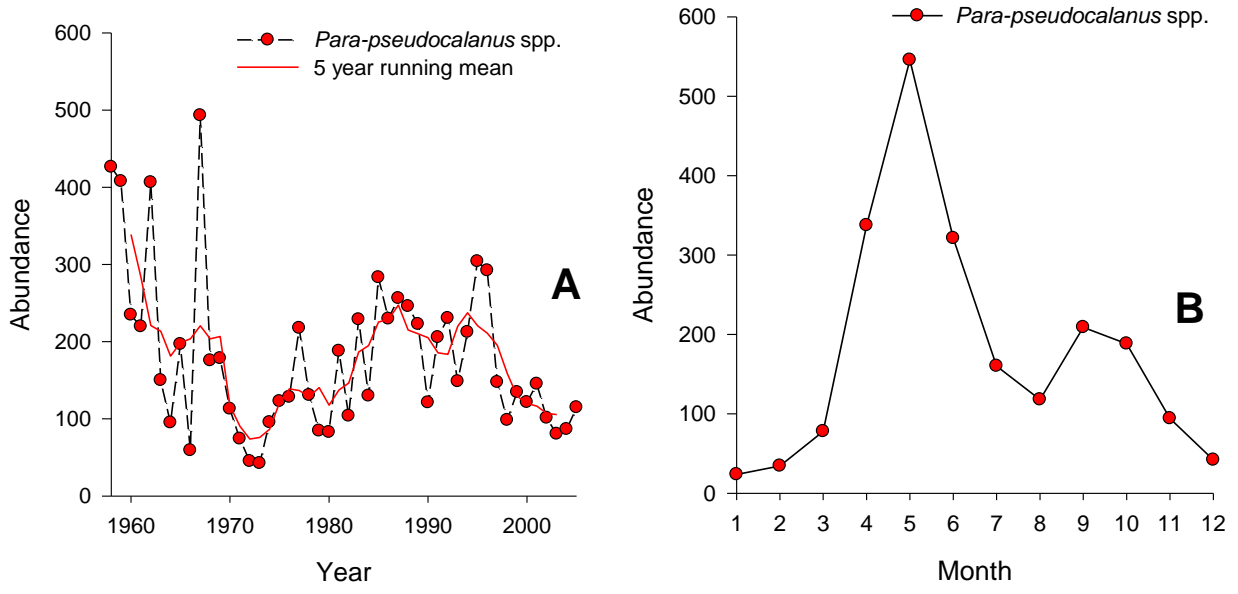 Para-pseudocalanus spp.
5 year running mean
600
500
400
300
200
100
0
Abundance
1960 1970 1980 1990 2000
Year
A
Para-pseudocalanus spp.
600
500
400
300
200
100
0
Abundance
1 2 3 4 5 6 7 8 9 10 11 12
Month
B